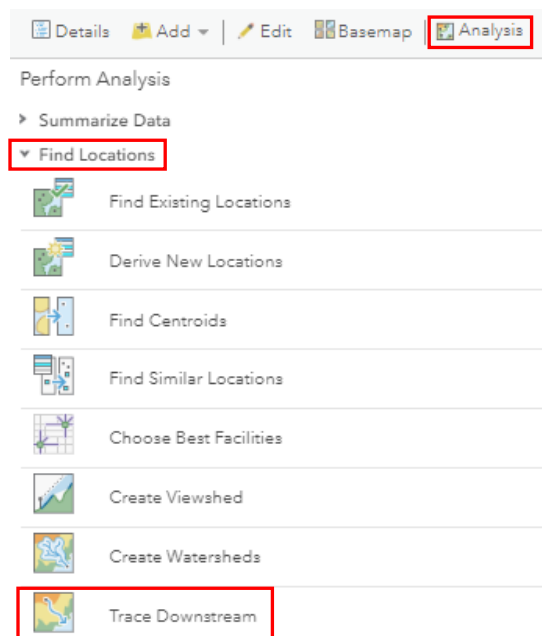 Details Add Edit Basemap Analysis
Perform Analysis
Summarize Data
Find Locations
Find Existing Locations
Derive New Locations
Find Centroids
Find Similar Locations
Choose Best Facilities
Create Viewshed
Create Watersheds
Trace Downstream